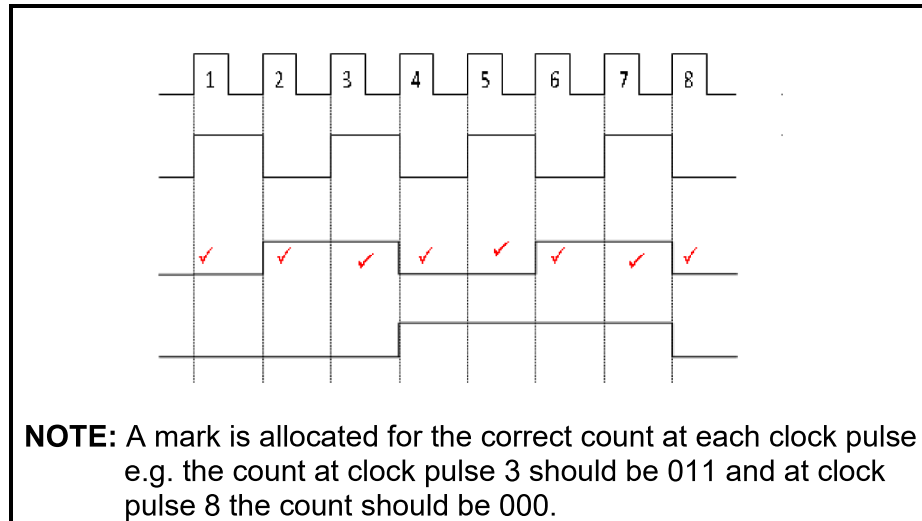 1 2 3 4 5 6 7 8
NOTE: A mark is allocated for the correct count at each clock pulse
e.g. the count at clock pulse 3 should be 011 and at clock
pulse 8 the count should be 000.